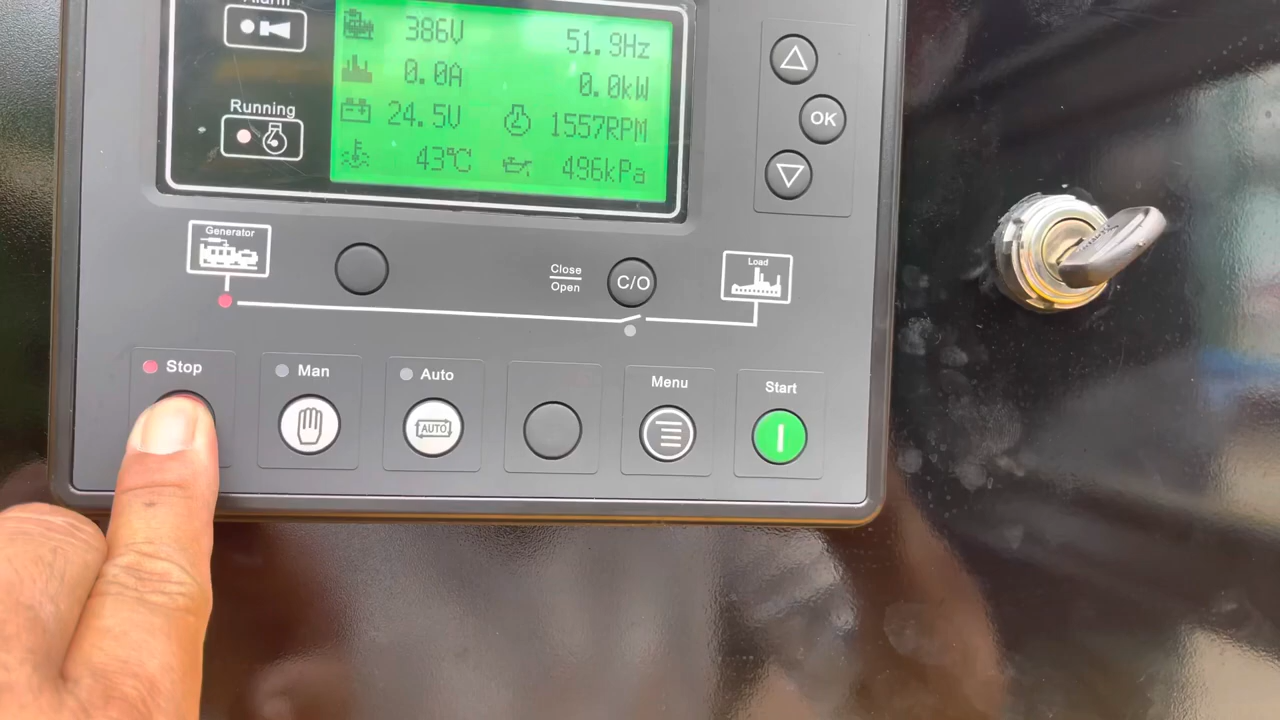 Alarm
386V
51.9Hz
0.0A
0.0kW
Running
24.5V
1557RPM
43℃
496kPa
OK
Generator
Close
Open
C/O
Load
Stop
Man
Auto
AUTO
Menu
Start